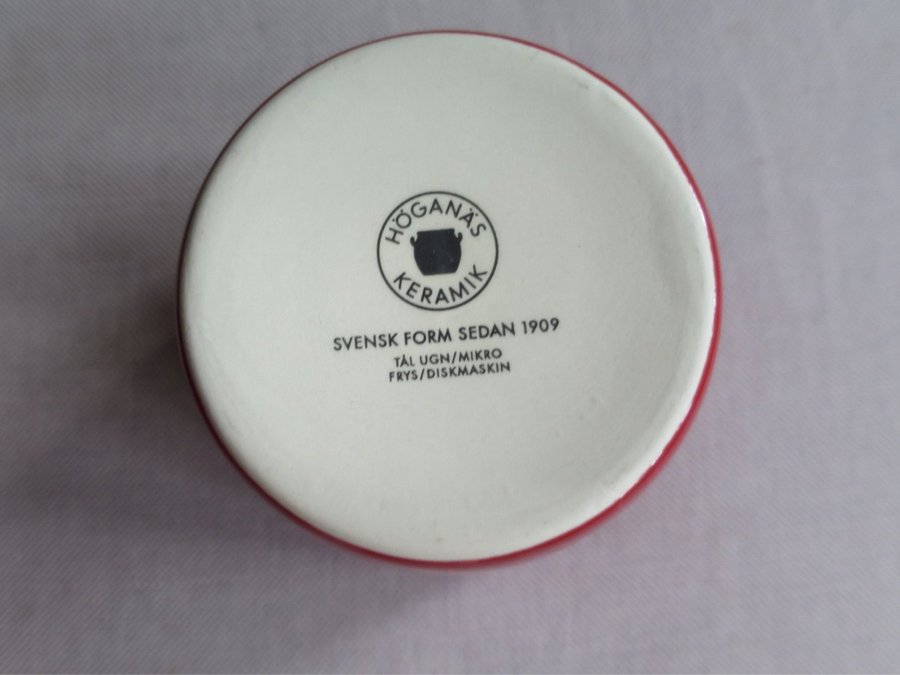 HÖGANÄS
KERAMIK
SVENSK FORM SEDAN 1909
TÅL UGN/MIKRO
FRYS/DISKMASKIN